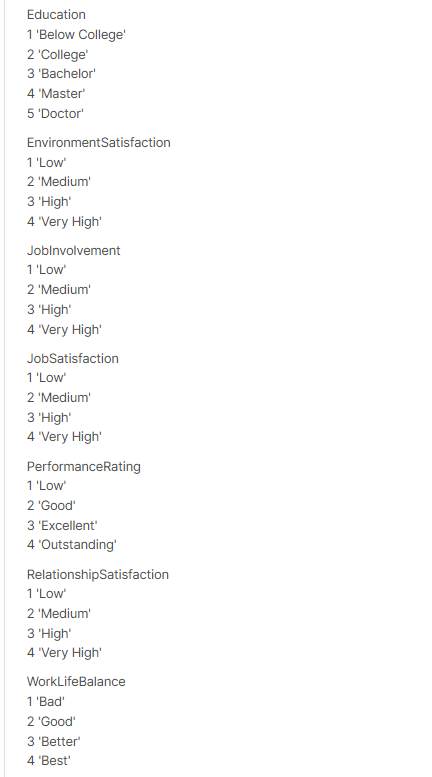 Education
1 'Below College'
2 'College'
3 'Bachelor'
4 'Master'
5 'Doctor'
EnvironmentSatisfaction
1 'Low'
2 'Medium'
3 'High'
4 'Very High'
JobInvolvement
1 'Low'
2 'Medium'
3 'High'
4 'Very High'
JobSatisfaction
1 'Low'
2 'Medium'
3 'High'
4 'Very High'
PerformanceRating
1 'Low'
2 'Good'
3 'Excellent'
4 'Outstanding'
RelationshipSatisfaction
1 'Low'
2 'Medium'
3 'High'
4 'Very High'
WorkLifeBalance
1 'Bad'
2 'Good'
3 'Better'
4 'Best'